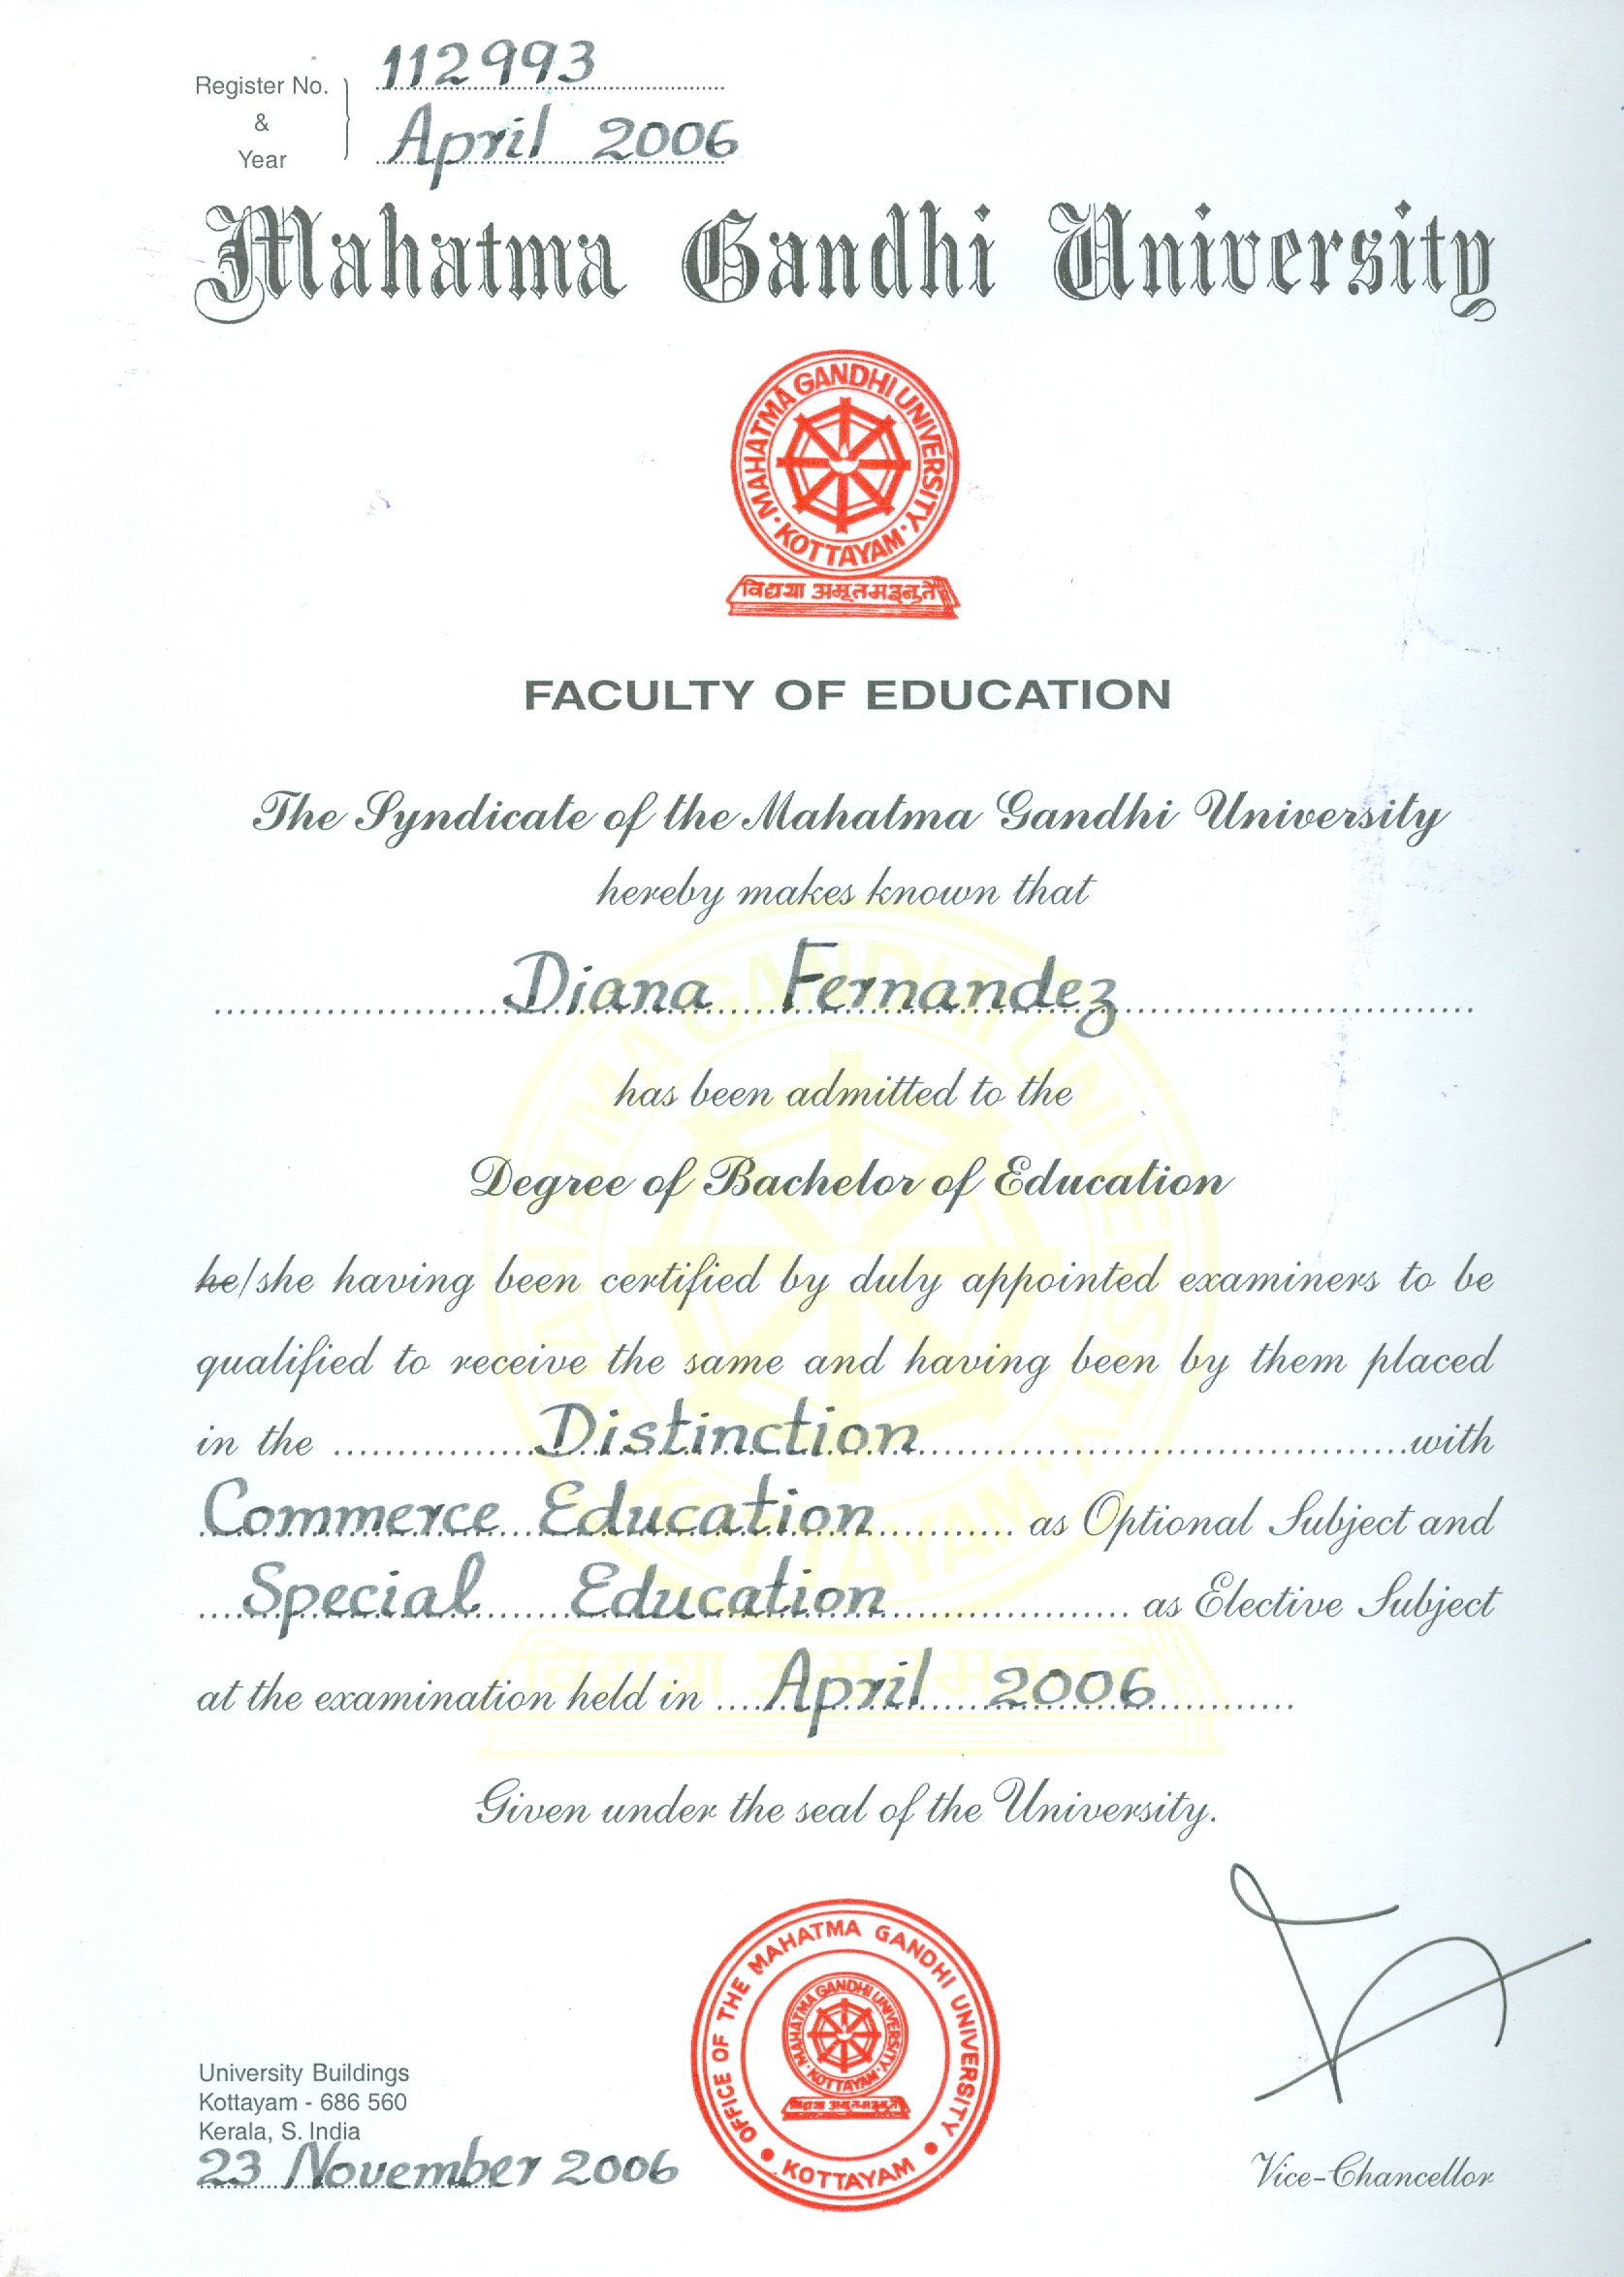 Register No. 112993
&
Year April 2006
Mahatma Gandhi University
MAHATMA GANDHI UNIVERSITY · KOTTAYAM ·
विद्यया अमृतमश्नुते
FACULTY OF EDUCATION
The Syndicate of the Mahatma Gandhi University
hereby makes known that
Diana Fernandez
has been admitted to the
Degree of Bachelor of Education
he/she having been certified by duly appointed examiners to be
qualified to receive the same and having been by them placed
in the Distinction with
Commerce Education as Optional Subject and
Special Education as Elective Subject
at the examination held in April 2006
Given under the seal of the University.
OFFICE OF THE MAHATMA GANDHI UNIVERSITY
• KOTTAYAM •
MAHATMA GANDHI UNIVERSITY · KOTTAYAM ·
University Buildings
Kottayam - 686 560
Kerala, S. India
23 November 2006
Vice-Chancellor